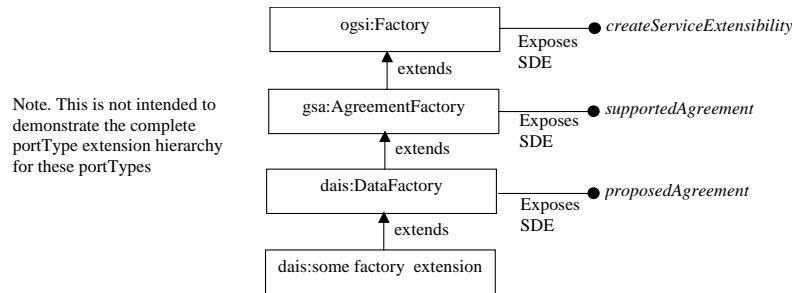 ogsi:Factory
Exposes
SDE
createServiceExtensibility
extends
Note. This is not intended to
demonstrate the complete
portType extension hierarchy
for these portTypes
gsa:AgreementFactory
Exposes
SDE
supportedAgreement
extends
dais:DataFactory
Exposes
SDE
proposedAgreement
extends
dais:some factory extension